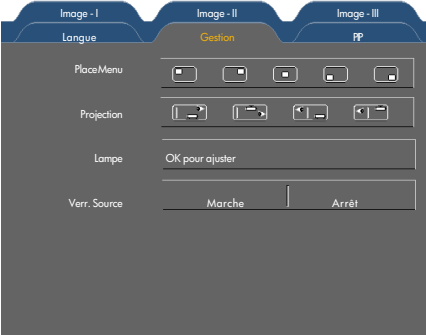 Image - I
Image - II
Image - III
Langue
Gestion
PIP
PlaceMenu
Projection
Lampe
OK pour ajuster
Verr. Source
Marche
Arrêt